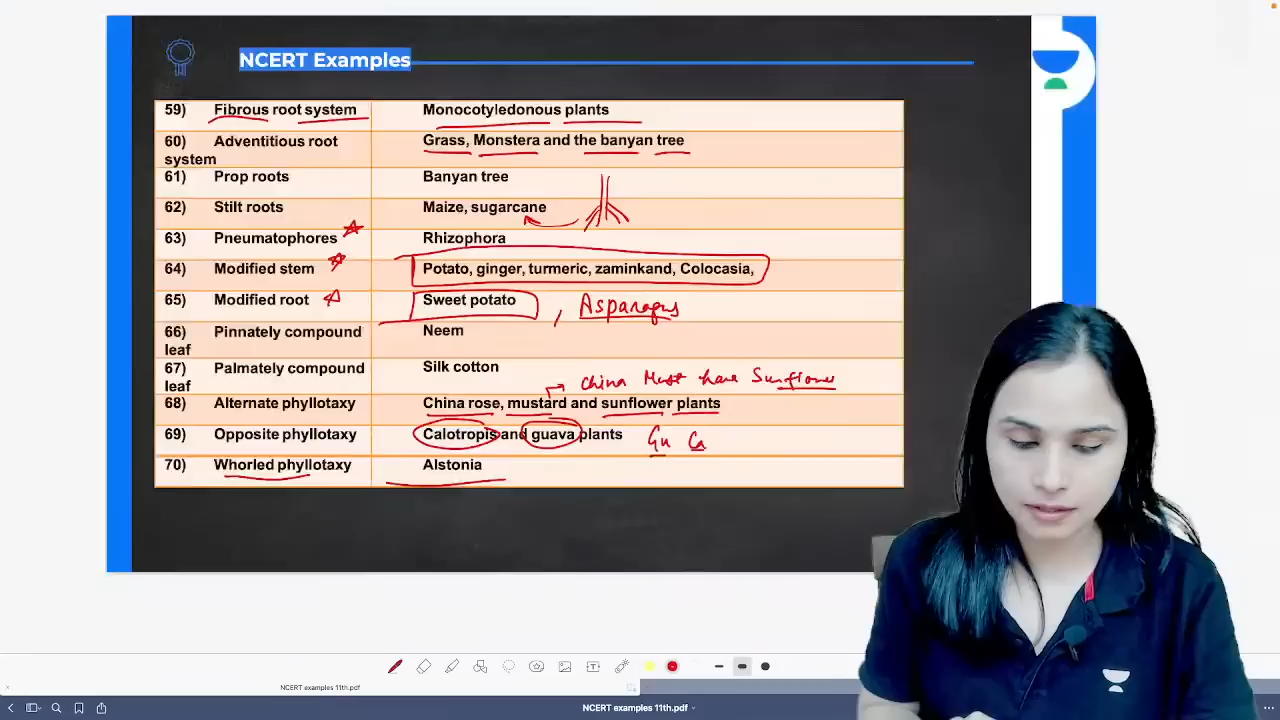 NCERT Examples
59) Fibrous root system Monocotyledonous plants
60) Adventitious root system Grass, Monstera and the banyan tree
61) Prop roots Banyan tree
62) Stilt roots Maize, sugarcane
63) Pneumatophores Rhizophora
64) Modified stem Potato, ginger, turmeric, zaminkand, Colocasia,
65) Modified root Sweet potato , Asparagus
66) Pinnately compound leaf Neem
67) Palmately compound leaf Silk cotton
China Must have Sunflower
68) Alternate phyllotaxy China rose, mustard and sunflower plants
69) Opposite phyllotaxy Calotropis and guava plants Gu Ca
70) Whorled phyllotaxy Alstonia
NCERT examples 11th.pdf
NCERT examples 11th.pdf